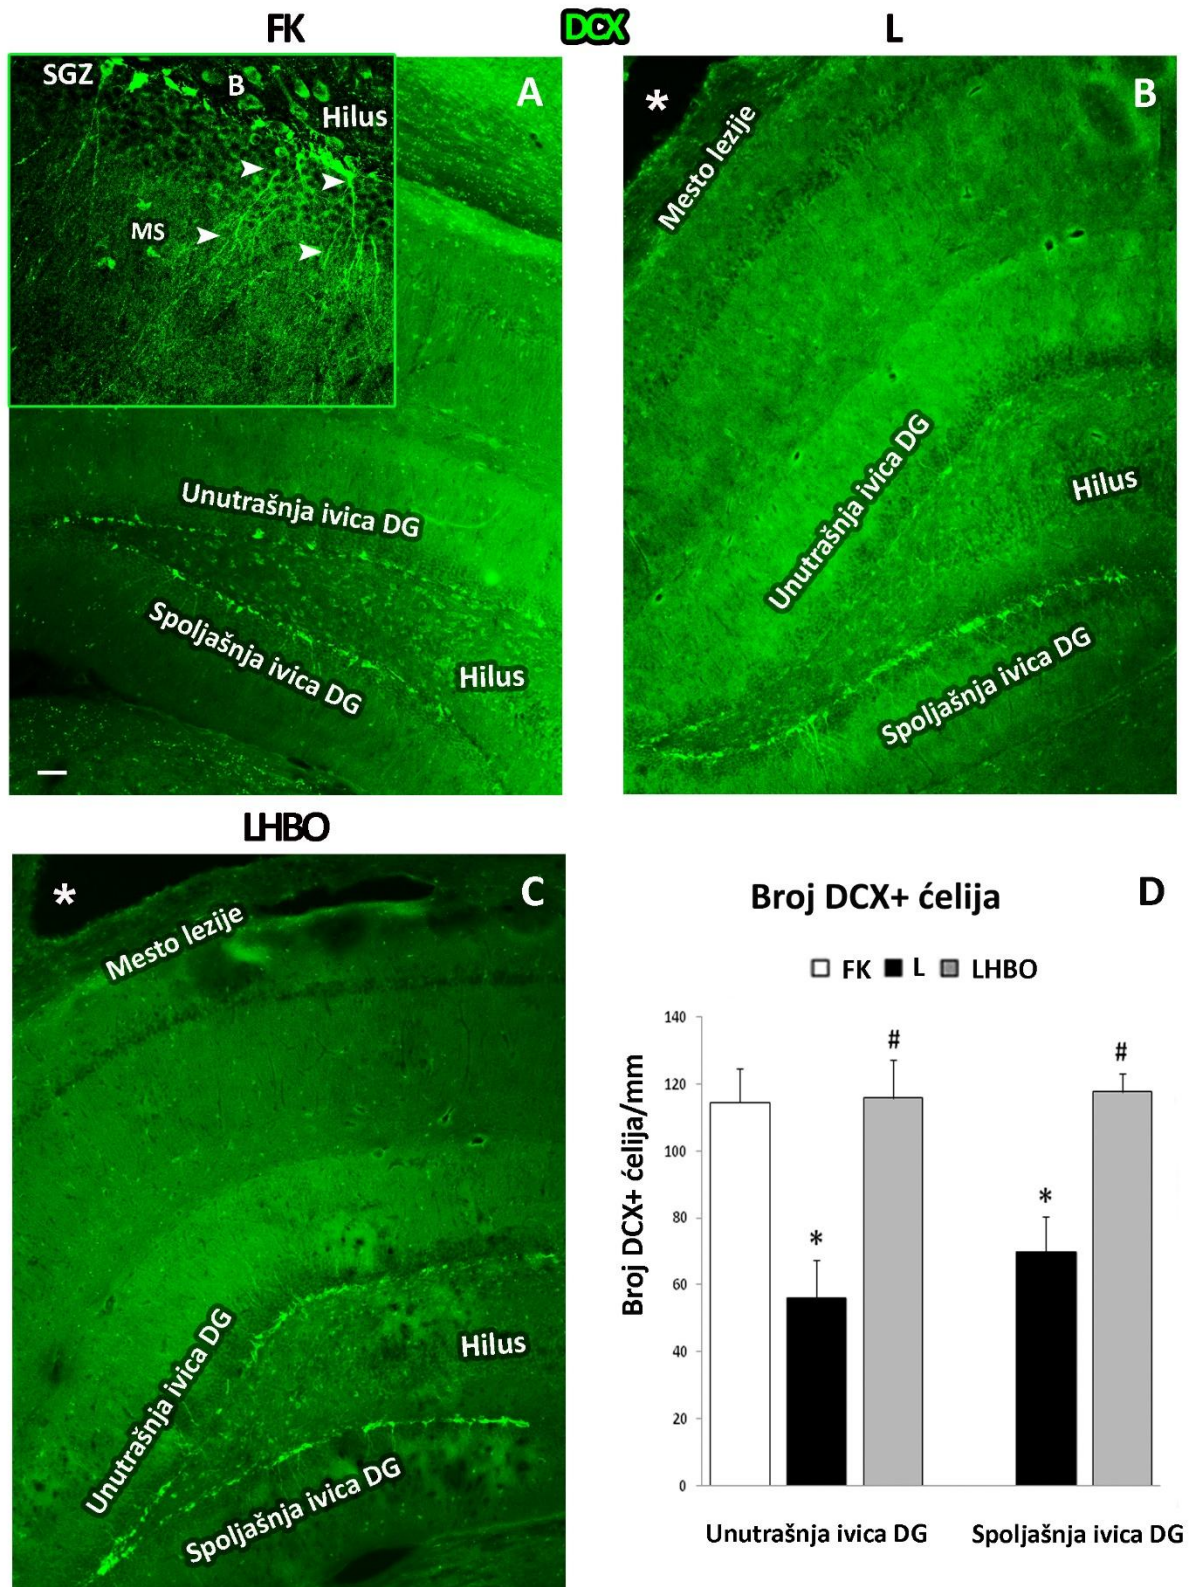 FK
DCX
L
SGZ
B
Hilus
A
MS
Unutrašnja ivica DG
Spoljašnja ivica DG
Hilus
*
B
Mesto lezije
Unutrašnja ivica DG
Hilus
Spoljašnja ivica DG
LHBO
*
C
Mesto lezije
Unutrašnja ivica DG
Hilus
Spoljašnja ivica DG
Broj DCX+ ćelija
D
FK L LHBO
Broj DCX+ ćelija/mm
140
120
100
80
60
40
20
0
* # * #
Unutrašnja ivica DG Spoljašnja ivica DG